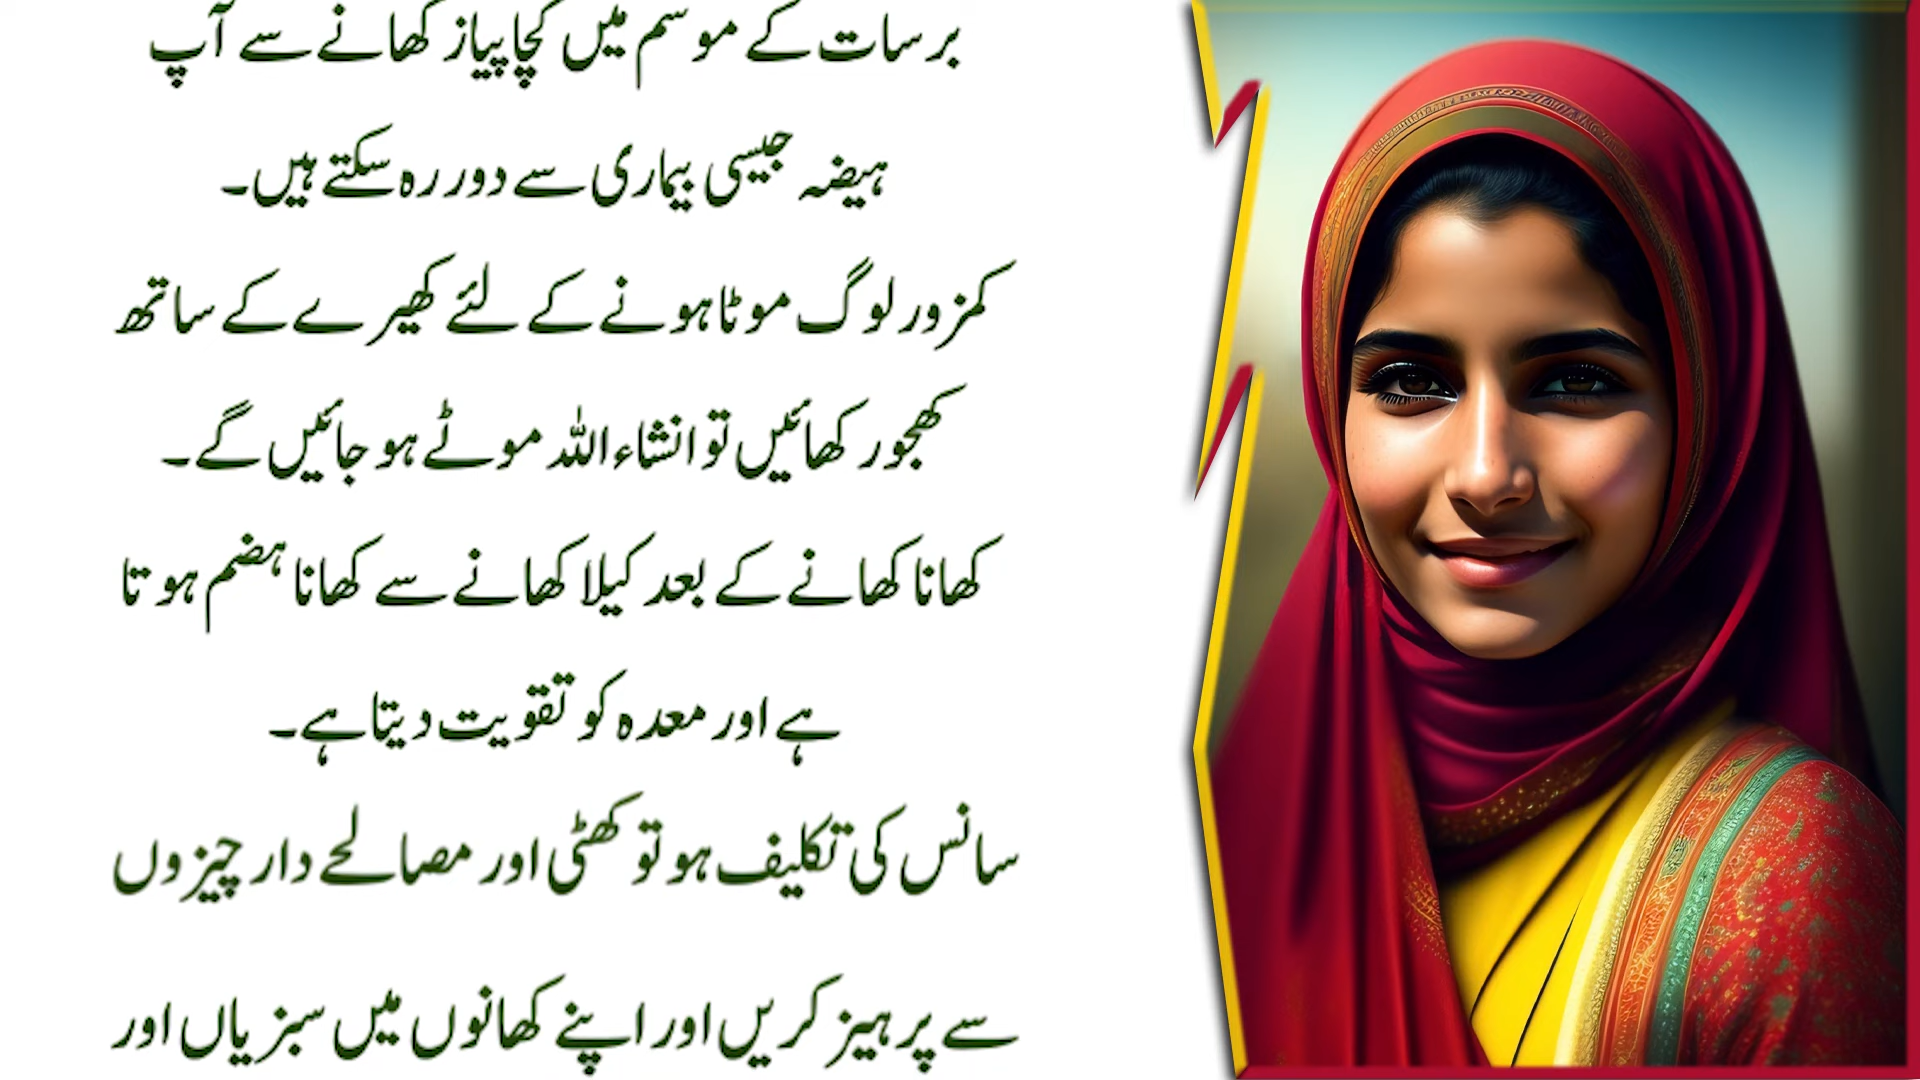 برسات کے موسم میں کچا پیاز کھانے سے آپ
ہیضہ جیسی بیماری سے دور رہ سکتے ہیں۔
کمزور لوگ موٹا ہونے کے لئے کھیرے کے ساتھ
کھجور کھائیں تو انشاء اللہ موٹے ہو جائیں گے۔
کھانا کھانے کے بعد کیلا کھانے سے کھانا ہضم ہوتا
ہے اور معدہ کو تقویت دیتا ہے۔
سانس کی تکلیف ہو تو کھٹی اور مصالحے دار چیزوں
سے پرہیز کریں اور اپنے کھانوں میں سبزیاں اور